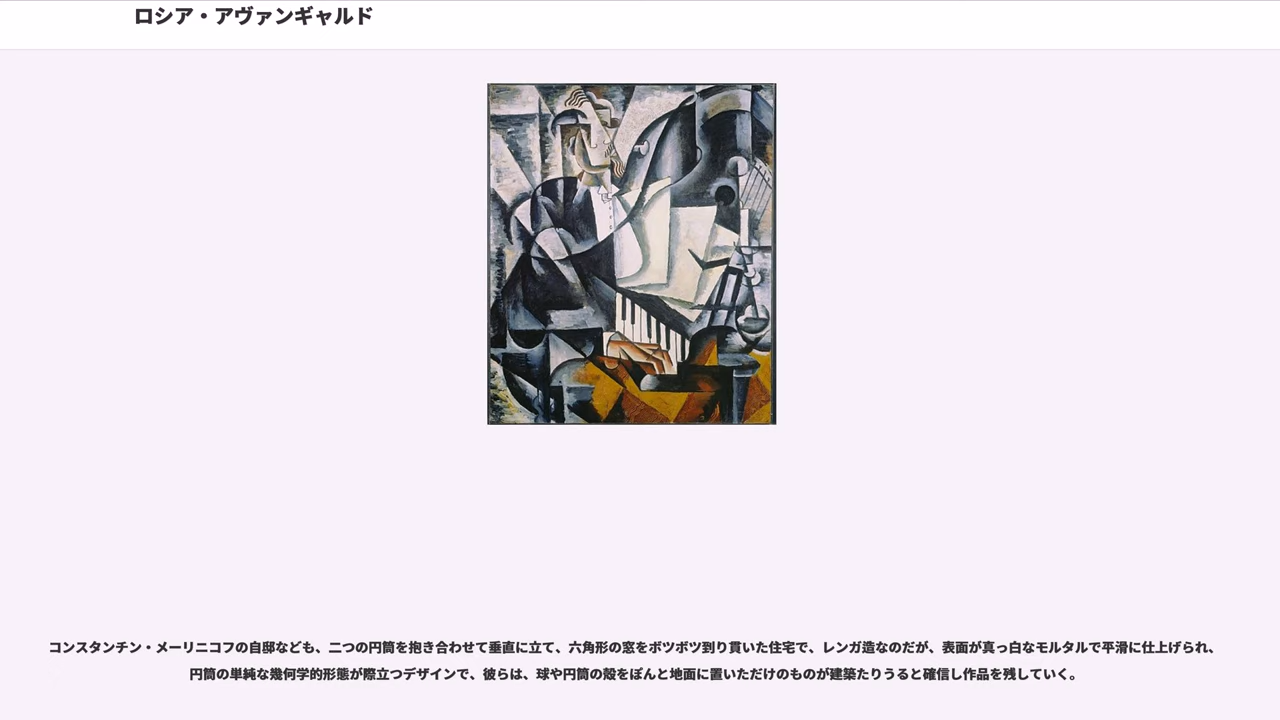 ロシア・アヴァンギャルド
コンスタンチン・メーリニコフの自邸なども、二つの円筒を抱き合わせて垂直に立て、六角形の窓をボツボツ到り貫いた住宅で、レンガ造なのだが、表面が真っ白なモルタルで平滑に仕上げられ、
円筒の単純な幾何学的形態が際立つデザインで、彼らは、球や円筒の殻をぽんと地面に置いただけのものが建築たりうると確信し作品を残していく。